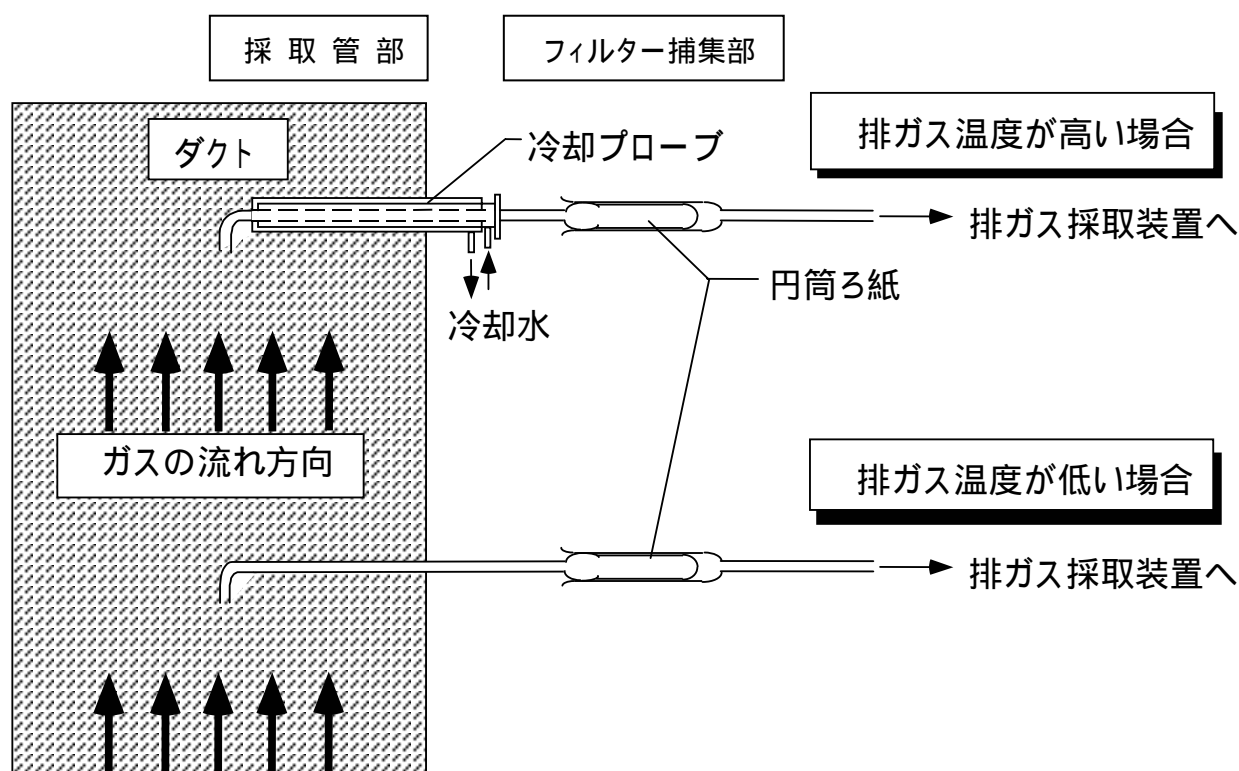 採取管部
フィルター捕集部
排ガス温度が高い場合
ダクト
冷却プローブ
排ガス採取装置へ
円筒ろ紙
冷却水
ガスの流れ方向
排ガス温度が低い場合
排ガス採取装置へ